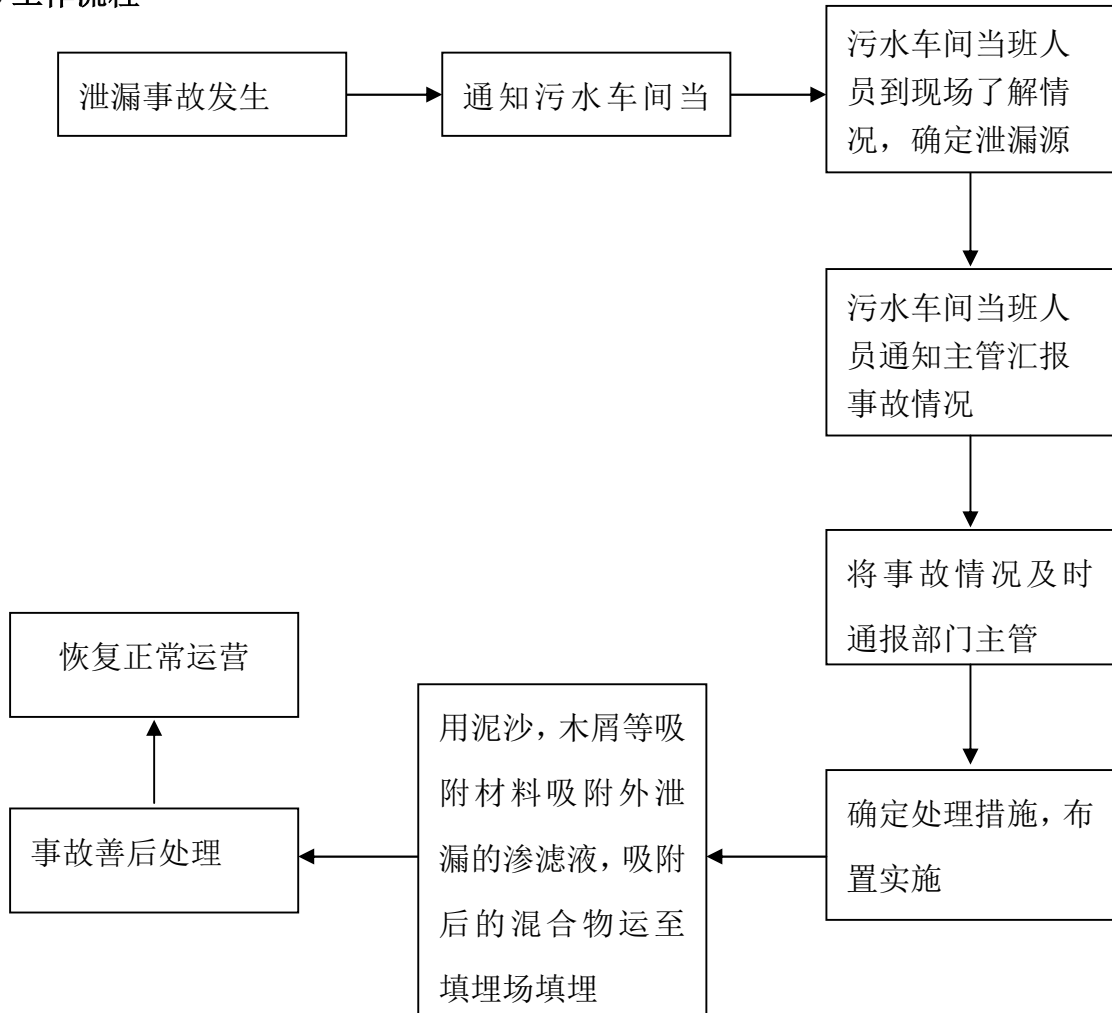 工作流程
泄漏事故发生
通知污水车间当
污水车间当班人
员到现场了解情
况，确定泄漏源
污水车间当班人
员通知主管汇报
事故情况
将事故情况及时
通报部门主管
确定处理措施，布
置实施
用泥沙，木屑等吸
附材料吸附外泄
漏的渗滤液，吸附
后的混合物运至
填埋场填埋
事故善后处理
恢复正常运营